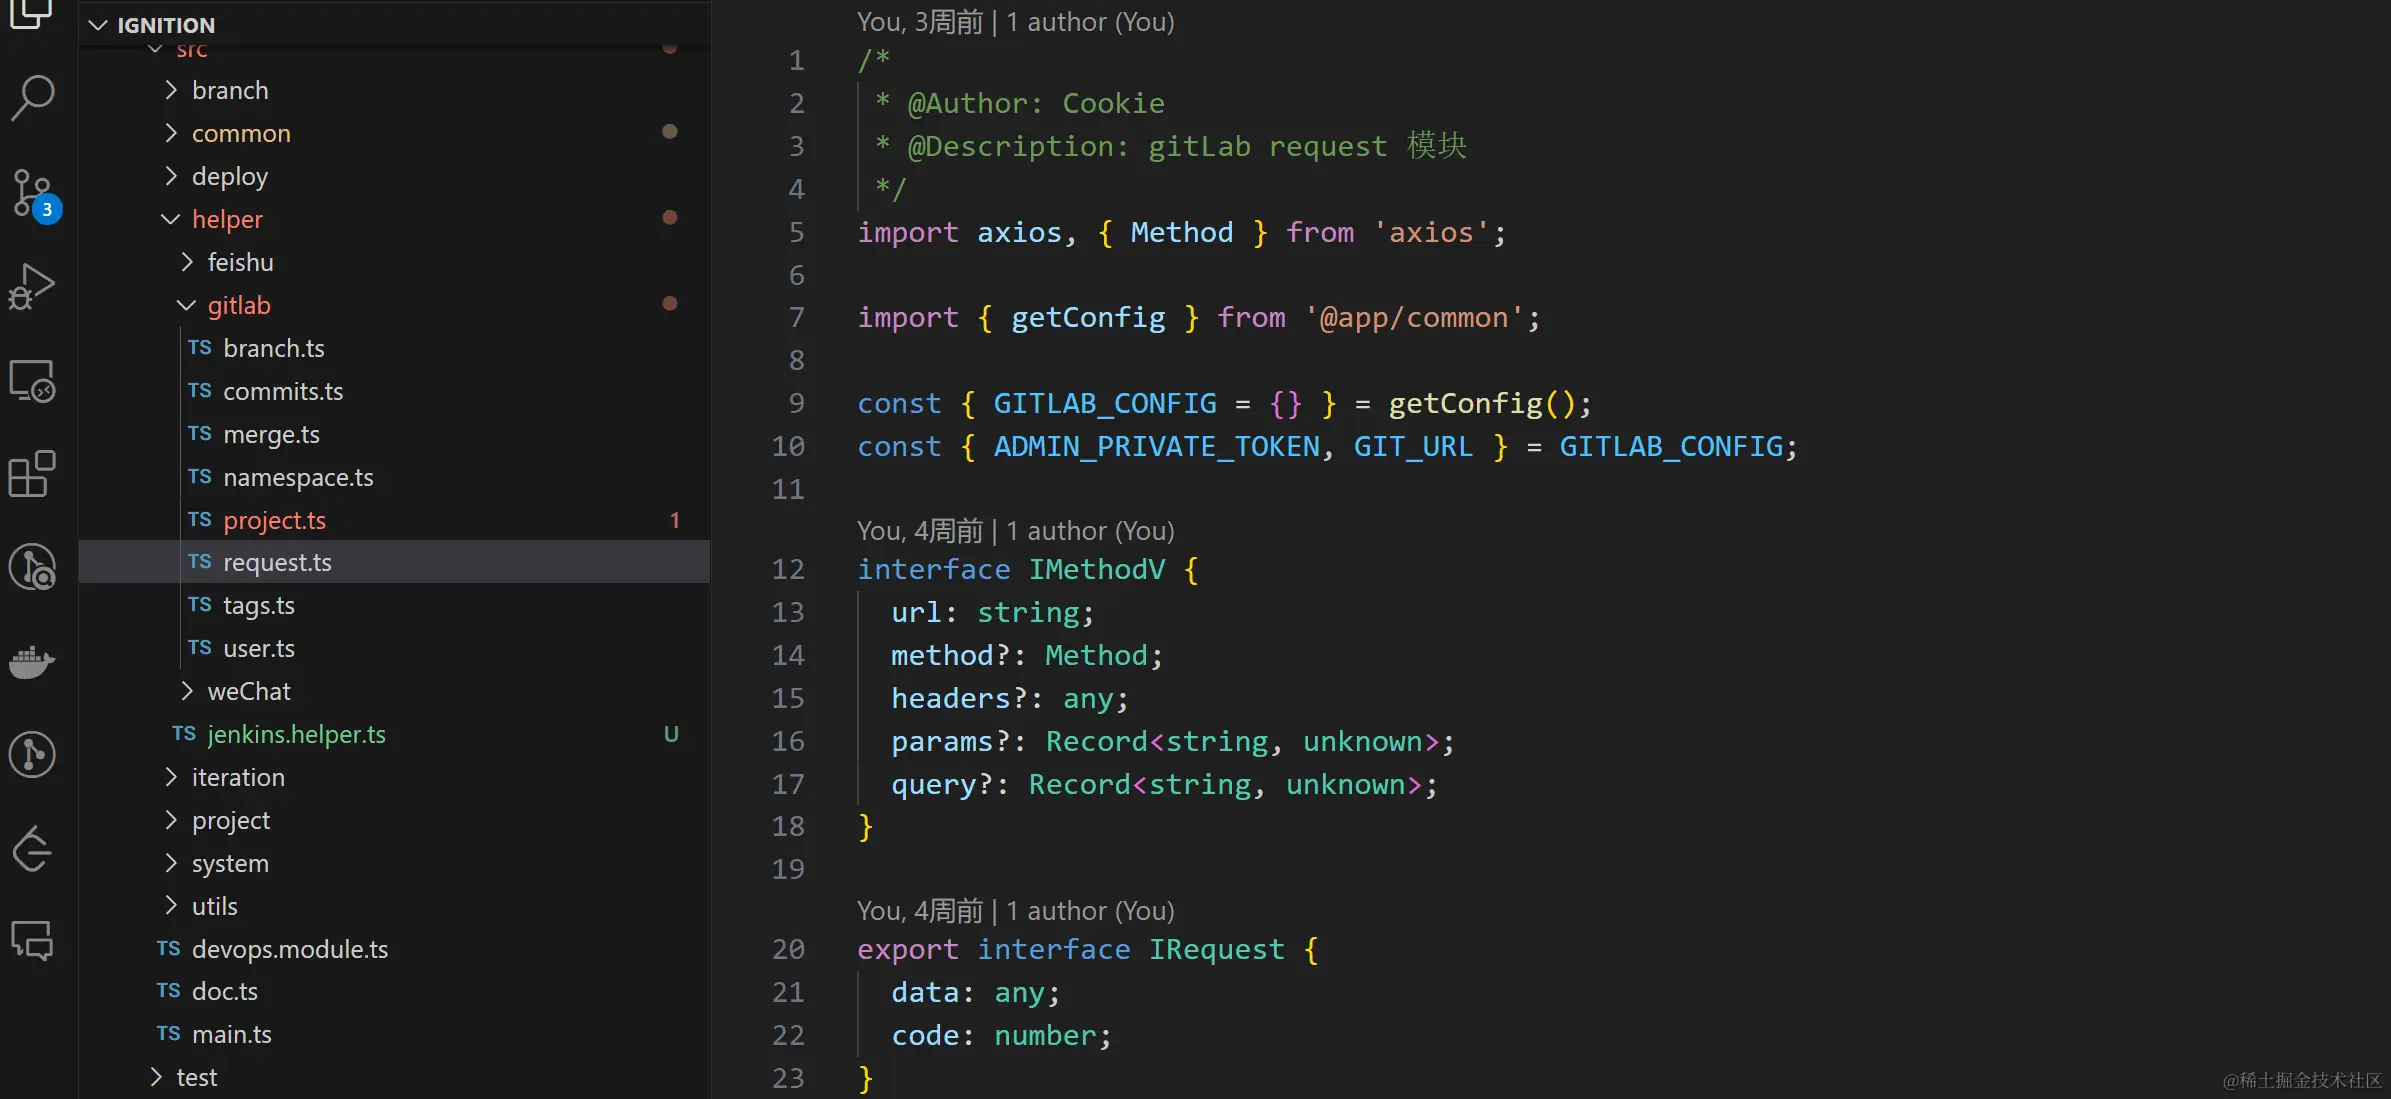 IGNITION
src
branch
common
deploy
helper
feishu
gitlab
TS branch.ts
TS commits.ts
TS merge.ts
TS namespace.ts
TS project.ts 1
TS request.ts
TS tags.ts
TS user.ts
weChat
TS jenkins.helper.ts U
iteration
project
system
utils
TS devops.module.ts
TS doc.ts
TS main.ts
test
3
You, 3周前 | 1 author (You)
1 /*
2 * @Author: Cookie
3 * @Description: gitLab request 模块
4 */
5 import axios, { Method } from 'axios';
6
7 import { getConfig } from '@app/common';
8
9 const { GITLAB_CONFIG = {} } = getConfig();
10 const { ADMIN_PRIVATE_TOKEN, GIT_URL } = GITLAB_CONFIG;
11
You, 4周前 | 1 author (You)
12 interface IMethodV {
13 url: string;
14 method?: Method;
15 headers?: any;
16 params?: Record<string, unknown>;
17 query?: Record<string, unknown>;
18 }
19
You, 4周前 | 1 author (You)
20 export interface IRequest {
21 data: any;
22 code: number;
23 }
@稀土掘金技术社区